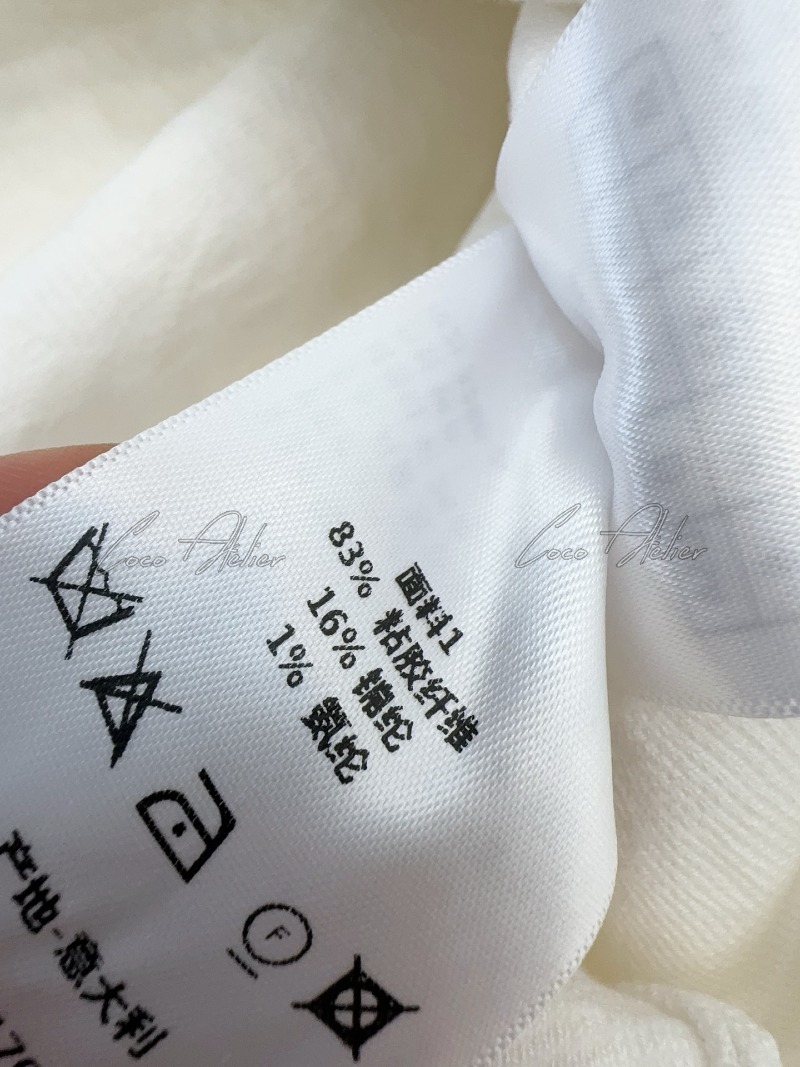 Coco Atelier
Coco Atelier
面料1
83% 粘胶纤维
16% 锦纶
1% 氨纶
F
产地-意大利